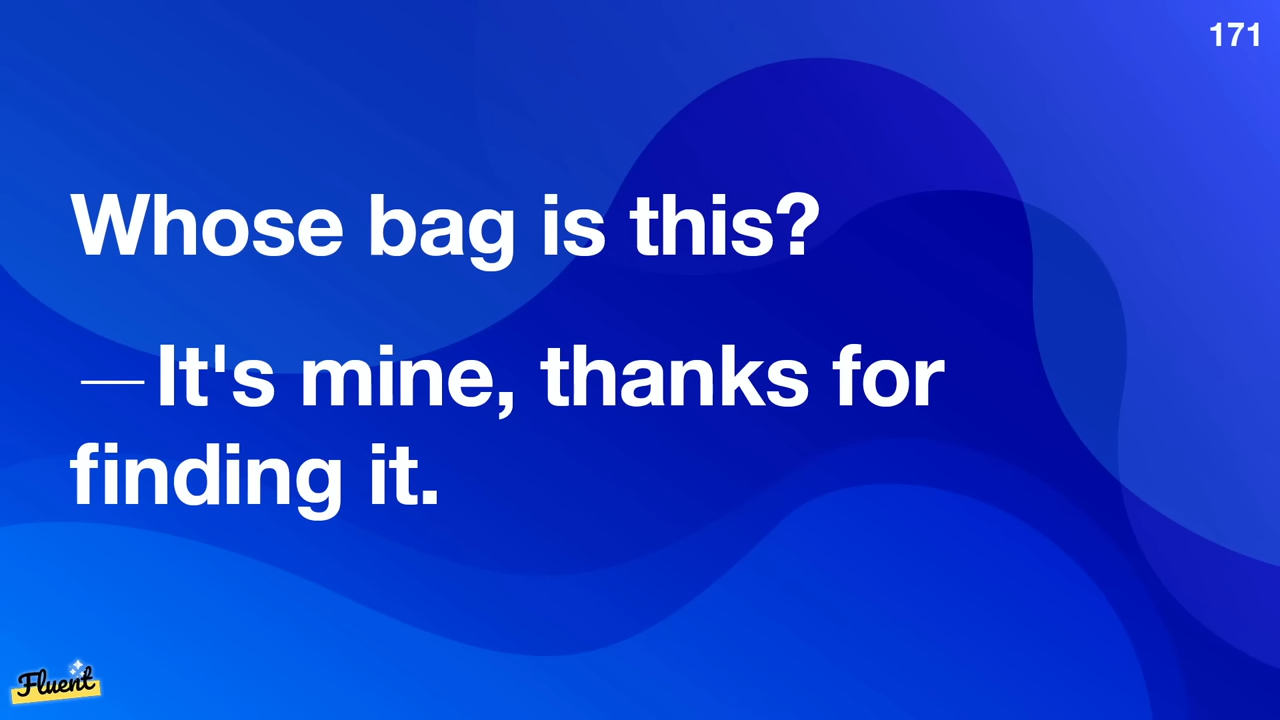 171
Whose bag is this?
—It's mine, thanks for
finding it.
Fluent